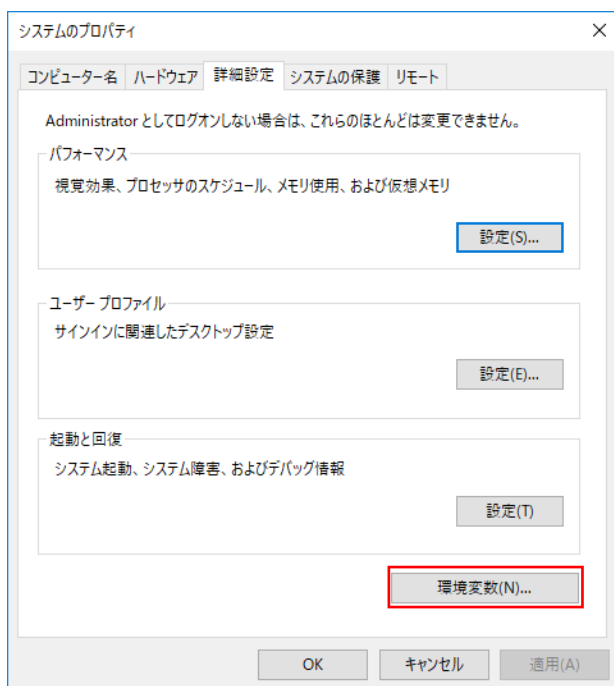 システムのプロパティ
コンピューター名 ハードウェア 詳細設定 システムの保護 リモート
Administrator としてログオンしない場合は、これらのほとんどは変更できません。
パフォーマンス
視覚効果、プロセッサのスケジュール、メモリ使用、および仮想メモリ
設定(S)...
ユーザー プロファイル
サインインに関連したデスクトップ設定
設定(E)...
起動と回復
システム起動、システム障害、およびデバッグ情報
設定(T)
環境変数(N)...
OK キャンセル 適用(A)